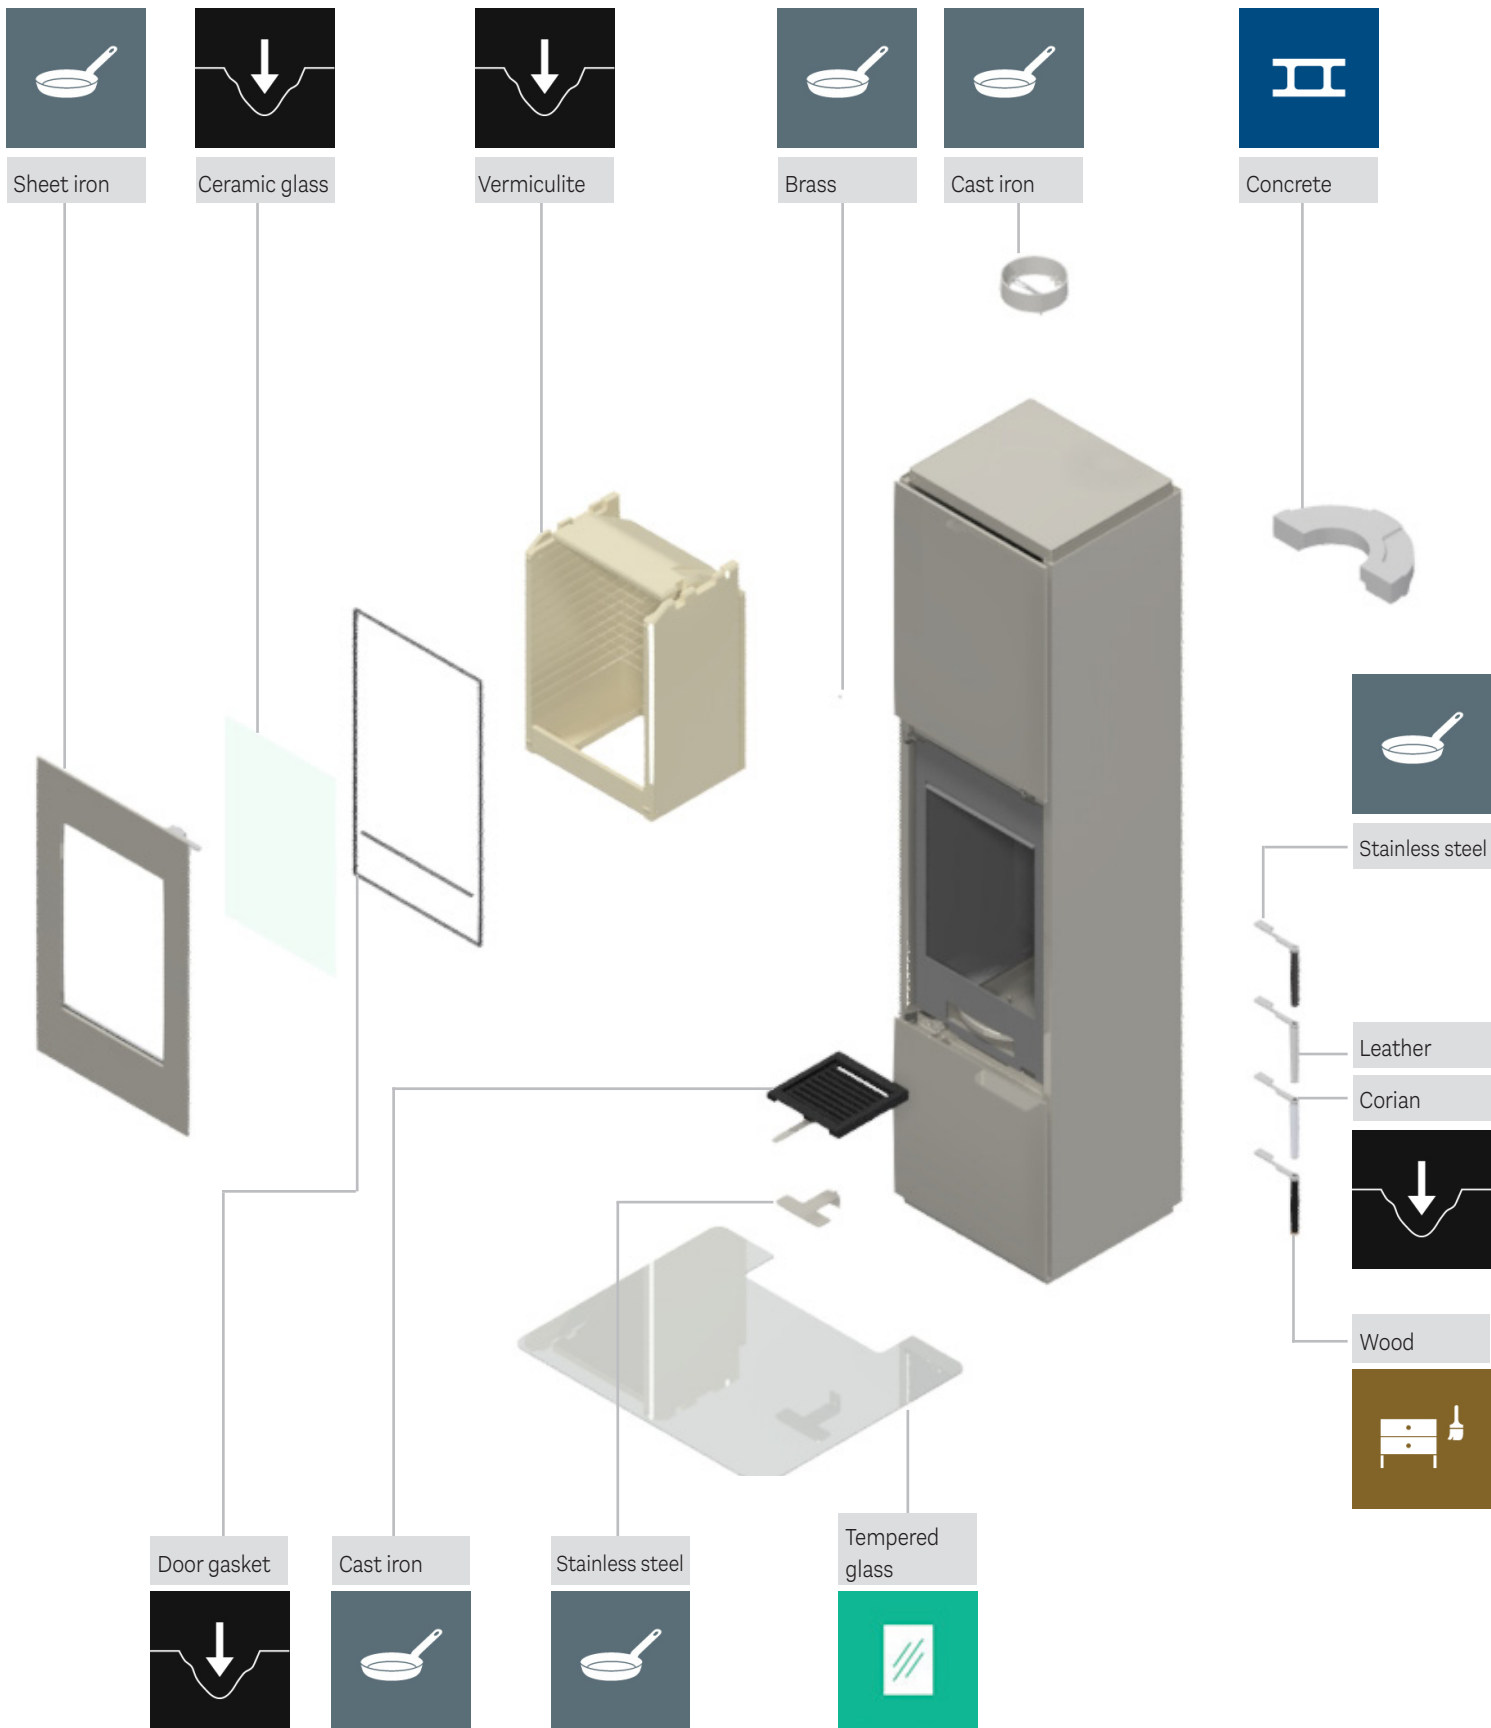 Sheet iron
Ceramic glass
Vermiculite
Brass
Cast iron
Concrete
Stainless steel
Leather
Corian
Wood
Door gasket
Cast iron
Stainless steel
Tempered
glass